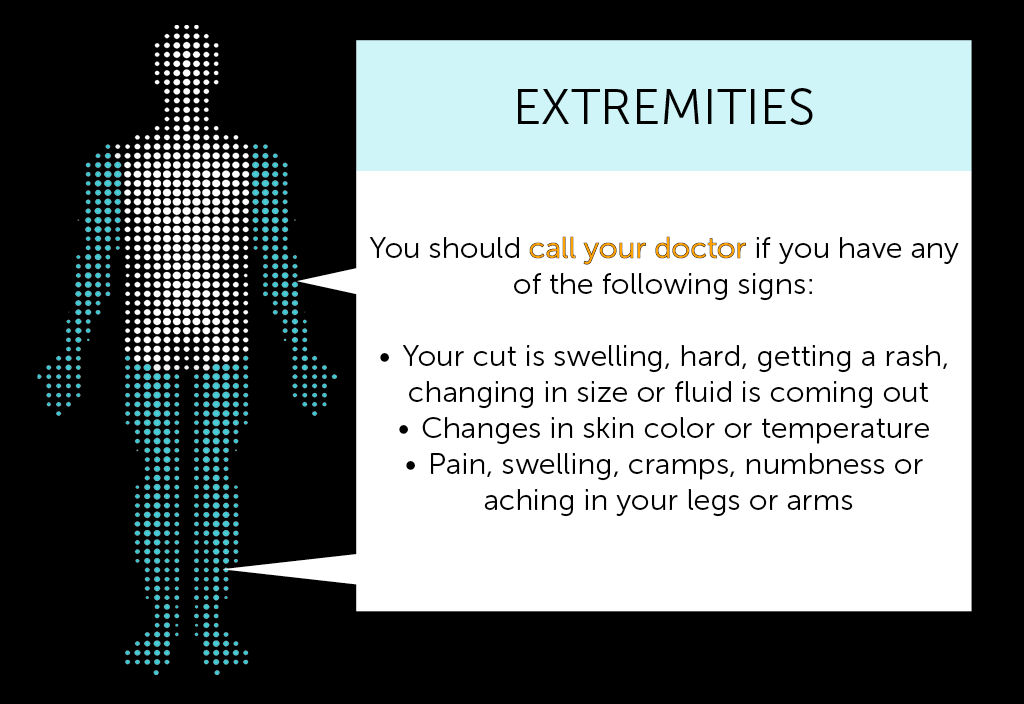 EXTREMITIES
You should call your doctor if you have any
of the following signs:
• Your cut is swelling, hard, getting a rash,
changing in size or fluid is coming out
• Changes in skin color or temperature
• Pain, swelling, cramps, numbness or
aching in your legs or arms